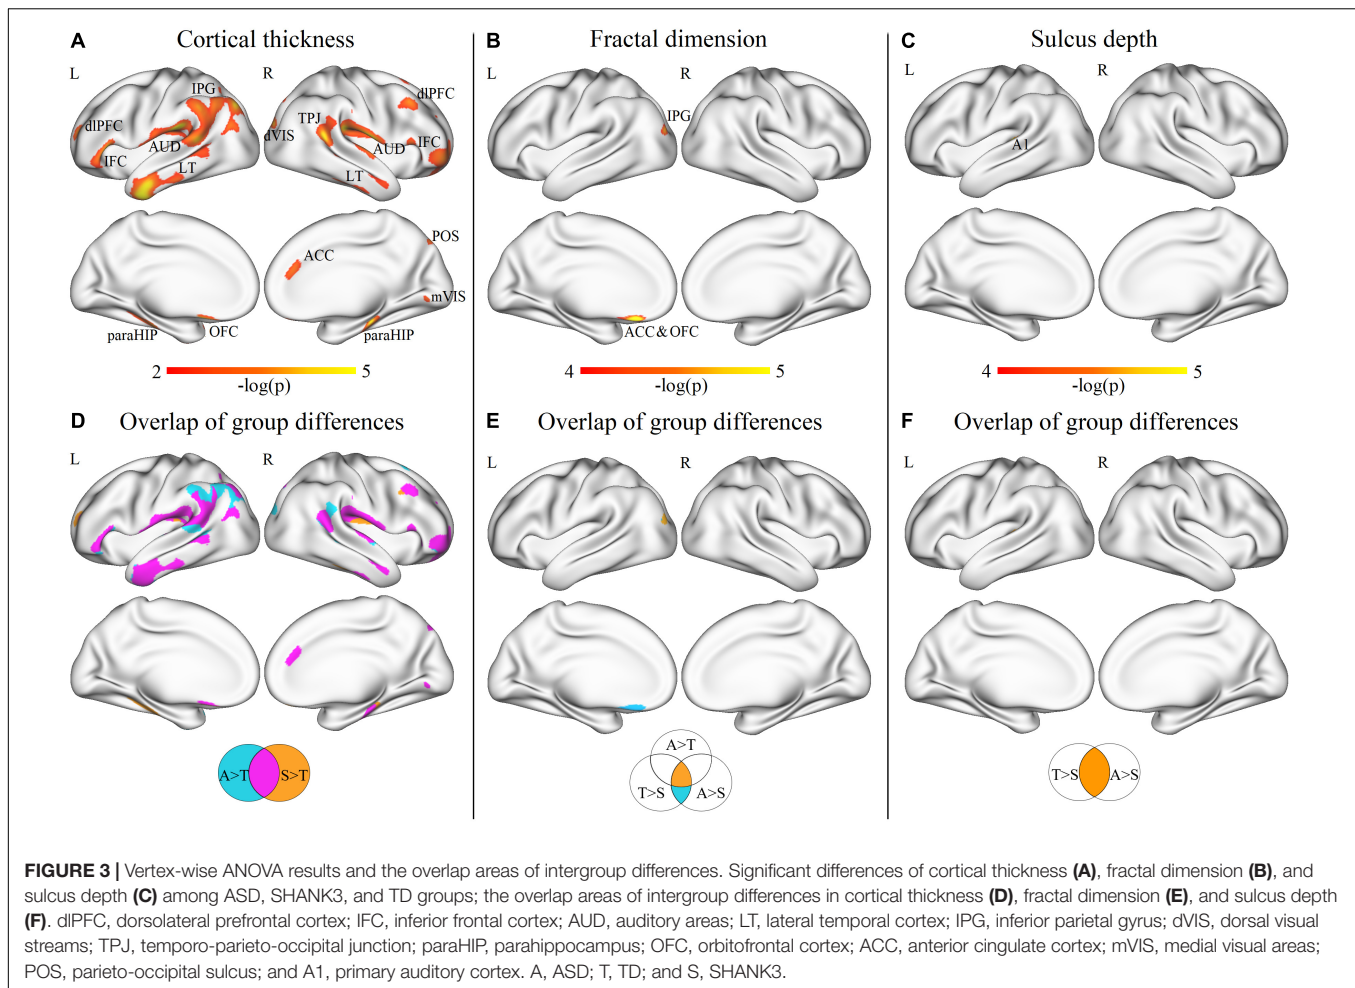 A Cortical thickness
L R
IPG
dlPFC
dlPFC
TPJ
dVIS
IFC
AUD
AUD
IFC
LT
LT
POS
ACC
mVIS
paraHIP
OFC
paraHIP
2 5
-log(p)
B Fractal dimension
L R
IPG
ACC & OFC
4 5
-log(p)
C Sulcus depth
L R
A1
4 5
-log(p)
D Overlap of group differences
L R
A>T S>T
E Overlap of group differences
L R
A>T
T>S A>S
F Overlap of group differences
L R
T>S A>S
FIGURE 3 | Vertex-wise ANOVA results and the overlap areas of intergroup differences. Significant differences of cortical thickness (A), fractal dimension (B), and
sulcus depth (C) among ASD, SHANK3, and TD groups; the overlap areas of intergroup differences in cortical thickness (D), fractal dimension (E), and sulcus depth
(F). dlPFC, dorsolateral prefrontal cortex; IFC, inferior frontal cortex; AUD, auditory areas; LT, lateral temporal cortex; IPG, inferior parietal gyrus; dVIS, dorsal visual
streams; TPJ, temporo-parieto-occipital junction; paraHIP, parahippocampus; OFC, orbitofrontal cortex; ACC, anterior cingulate cortex; mVIS, medial visual areas;
POS, parieto-occipital sulcus; and A1, primary auditory cortex. A, ASD; T, TD; and S, SHANK3.